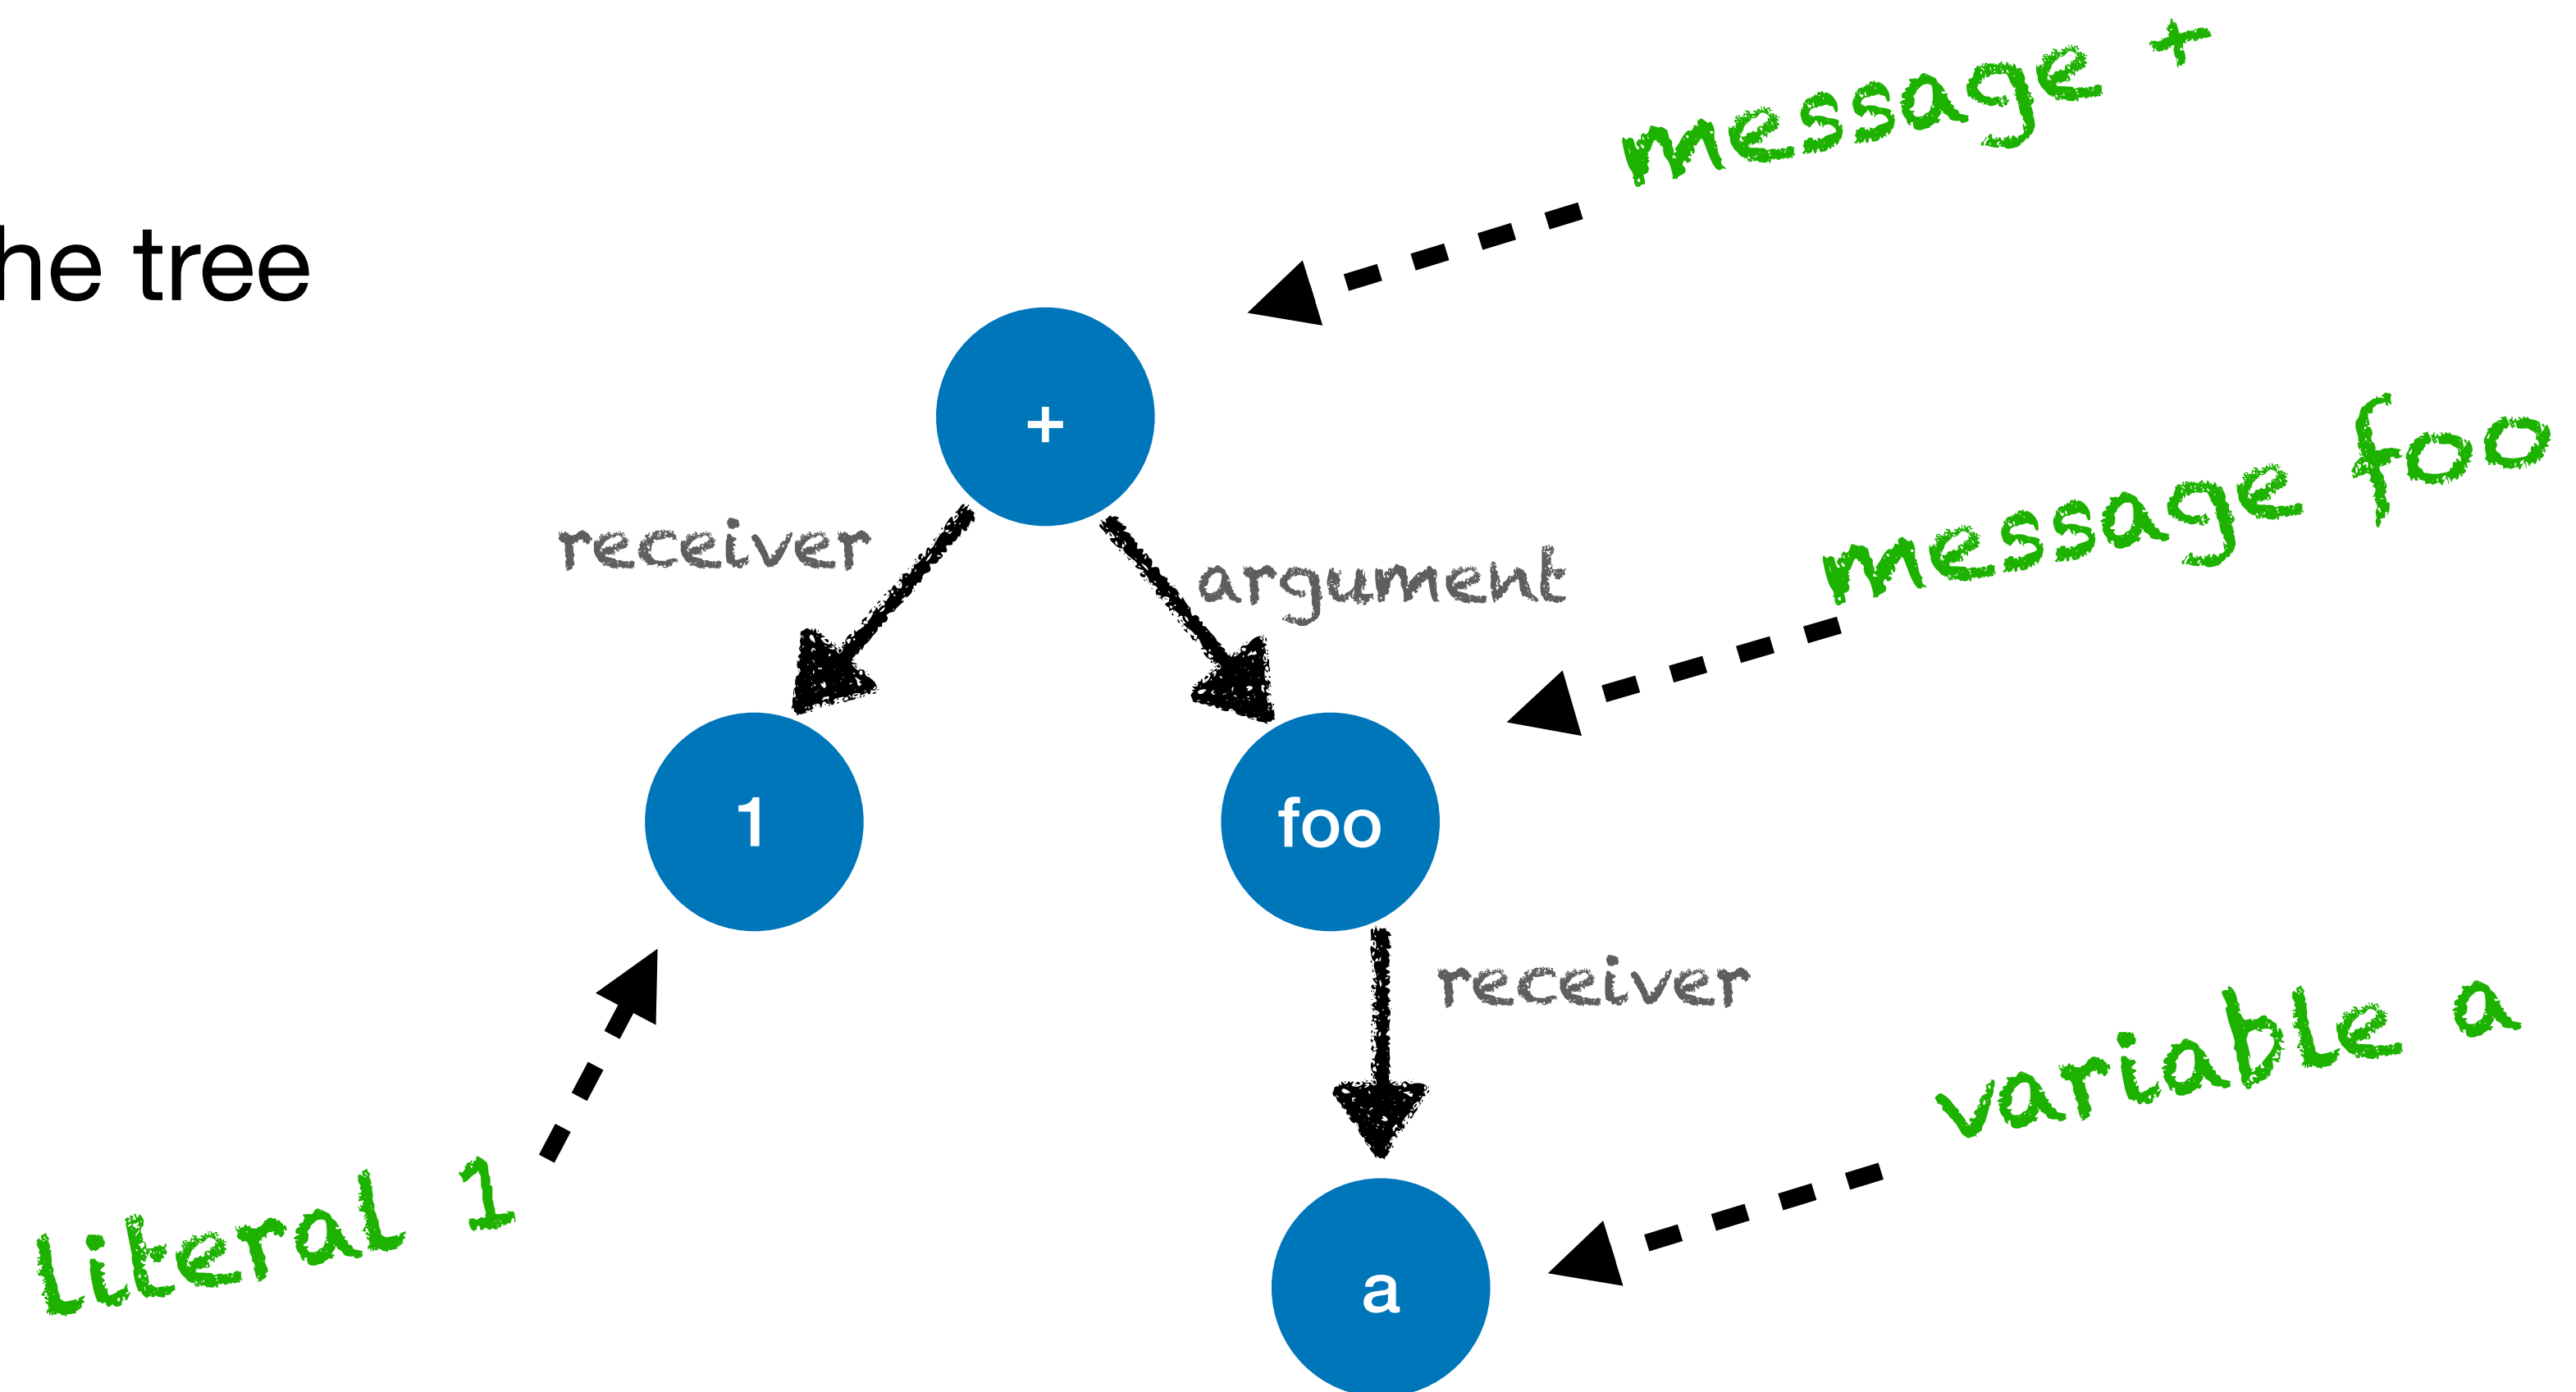 message +
he tree
+
message foo
receiver
argument
1
foo
receiver
variable a
literal 1
a